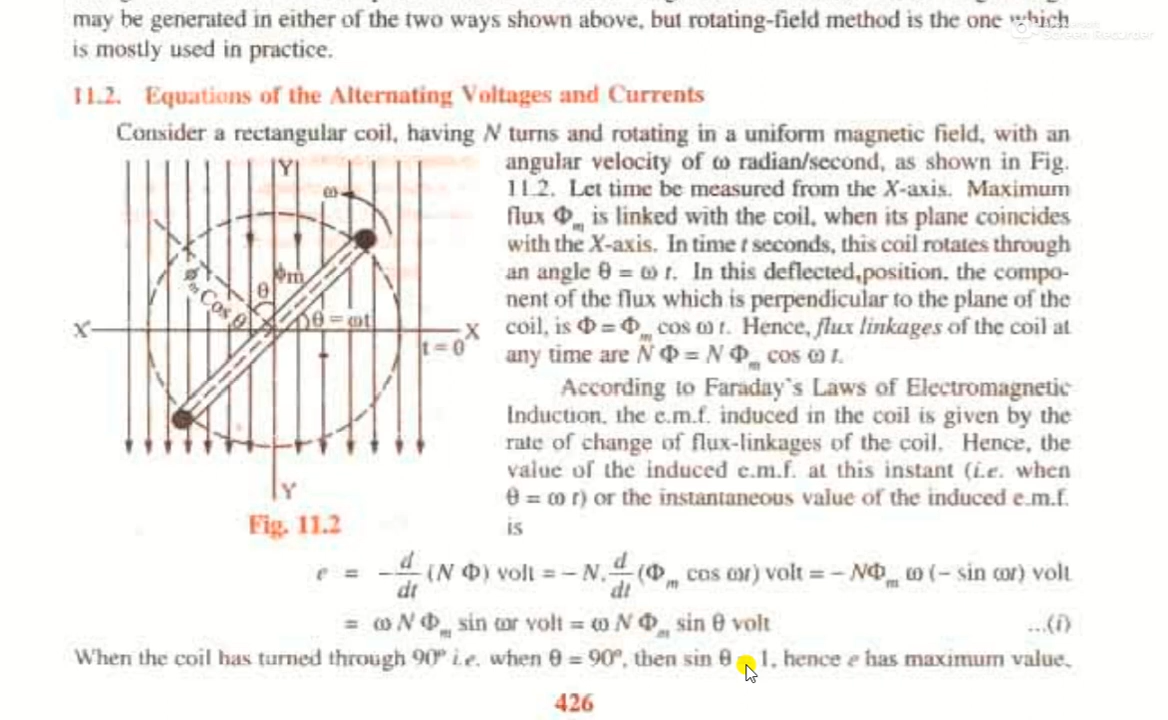 may be generated in either of the two ways shown above, but rotating-field method is the one which
Screen Recorder
is mostly used in practice.
11.2. Equations of the Alternating Voltages and Currents
Consider a rectangular coil, having N turns and rotating in a uniform magnetic field, with an
angular velocity of ω radian/second, as shown in Fig.
11.2. Let time be measured from the X-axis. Maximum
flux Φm is linked with the coil, when its plane coincides
with the X-axis. In time t seconds, this coil rotates through
an angle θ = ω t. In this deflected position, the compo-
nent of the flux which is perpendicular to the plane of the
coil, is Φ = Φm cos ω t. Hence, flux linkages of the coil at
any time are N Φ = N Φm cos ω t.
According to Faraday's Laws of Electromagnetic
Induction, the e.m.f. induced in the coil is given by the
rate of change of flux-linkages of the coil. Hence, the
value of the induced e.m.f. at this instant (i.e. when
θ = ω t) or the instantaneous value of the induced e.m.f.
is
Y
ω
ϕm
θ
ϕm Cos θ
θ = ωt
X
X
t = 0
Y
Fig. 11.2
e = - d/dt (N Φ) volt = – N. d/dt (Φm cos ωt) volt = – NΦm ω (– sin ωt) volt
= ω N Φm sin ωt volt = ω N Φm sin θ volt ...(i)
When the coil has turned through 90º i.e. when θ = 90º, then sin θ 1, hence e has maximum value,
426